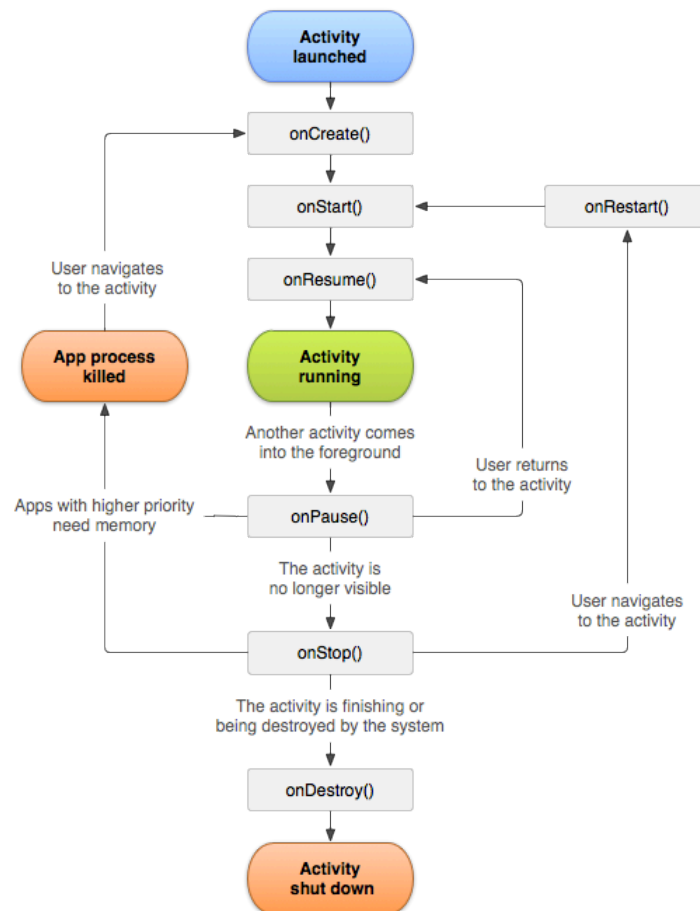 Activity
launched
onCreate()
onStart()
onRestart()
User navigates
to the activity
onResume()
App process
killed
Activity
running
Another activity comes
into the foreground
User returns
to the activity
Apps with higher priority
need memory
onPause()
The activity is
no longer visible
User navigates
to the activity
onStop()
The activity is finishing or
being destroyed by the system
onDestroy()
Activity
shut down